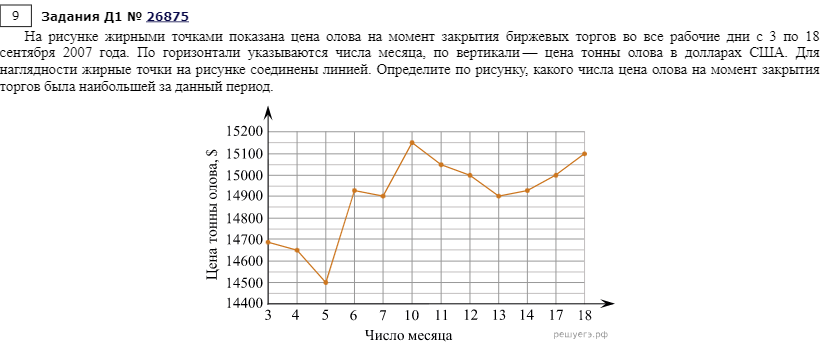 9 Задания Д1 № 26875
На рисунке жирными точками показана цена олова на момент закрытия биржевых торгов во все рабочие дни с 3 по 18
сентября 2007 года. По горизонтали указываются числа месяца, по вертикали — цена тонны олова в долларах США. Для
наглядности жирные точки на рисунке соединены линией. Определите по рисунку, какого числа цена олова на момент закрытия
торгов была наибольшей за данный период.
Цена тонны олова, $
15200
15100
15000
14900
14800
14700
14600
14500
14400
3 4 5 6 7 10 11 12 13 14 17 18
Число месяца
решуегэ.рф